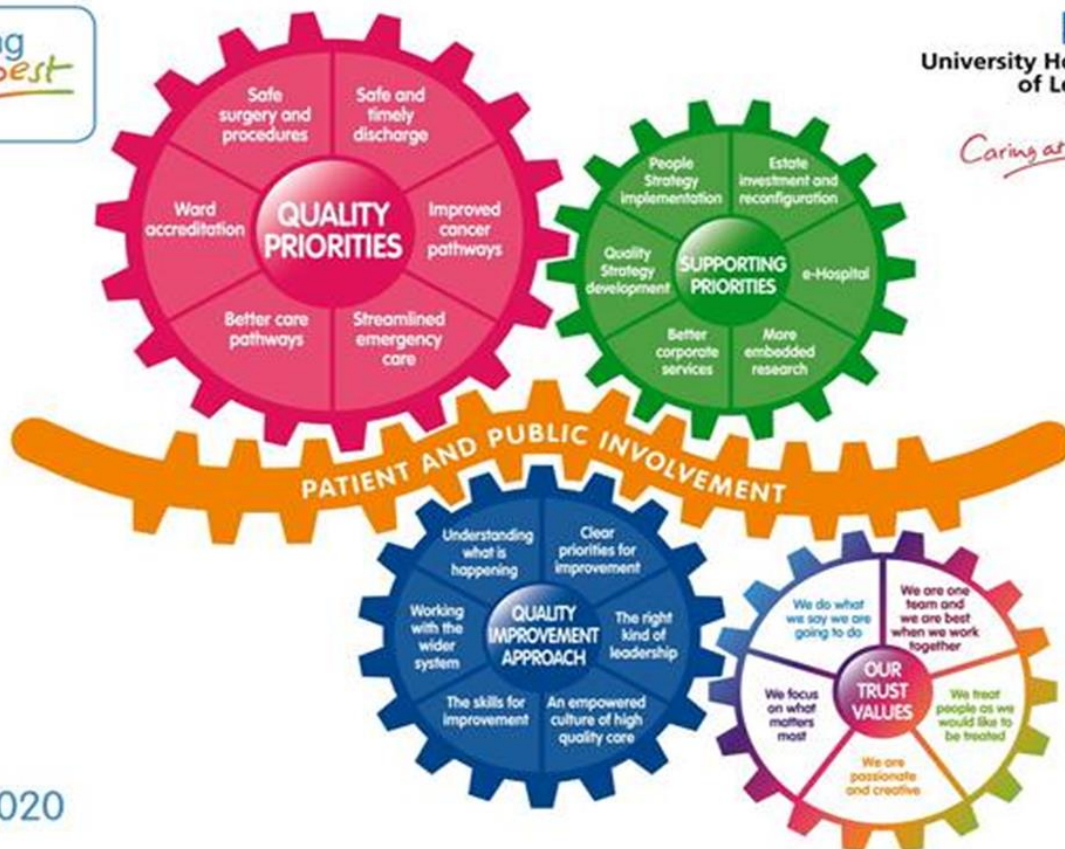 ng
best
University Ho
of Le
Caring at
Safe
surgery and
procedures
Safe and
timely
discharge
Ward
accreditation
QUALITY
PRIORITIES
Improved
cancer
pathways
Better care
pathways
Streamlined
emergency
care
People
Strategy
implementation
Estate
investment and
reconfiguration
Quality
Strategy
development
SUPPORTING
PRIORITIES
e-Hospital
Better
corporate
services
More
embedded
research
PATIENT AND PUBLIC INVOLVEMENT
Understanding
what is
happening
Clear
priorities for
improvement
Working
with the
wider
system
QUALITY
IMPROVEMENT
APPROACH
The right
kind of
leadership
The skills for
improvement
An empowered
culture of high
quality care
We do what
we say we are
going to do
We are one
team and
we are best
when we work
together
We focus
on what
matters
most
OUR
TRUST
VALUES
We treat
people as we
would like to
be treated
We are
passionate
and creative
020